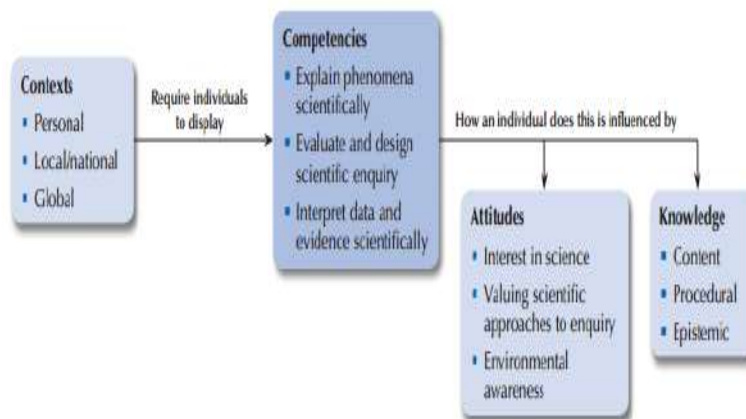 Contexts
▪ Personal
▪ Local/national
▪ Global
Require individuals
to display
Competencies
▪ Explain phenomena
scientifically
▪ Evaluate and design
scientific enquiry
▪ Interpret data and
evidence scientifically
How an individual does this is influenced by
Attitudes
▪ Interest in science
▪ Valuing scientific
approaches to enquiry
▪ Environmental
awareness
Knowledge
▪ Content
▪ Procedural
▪ Epistemic